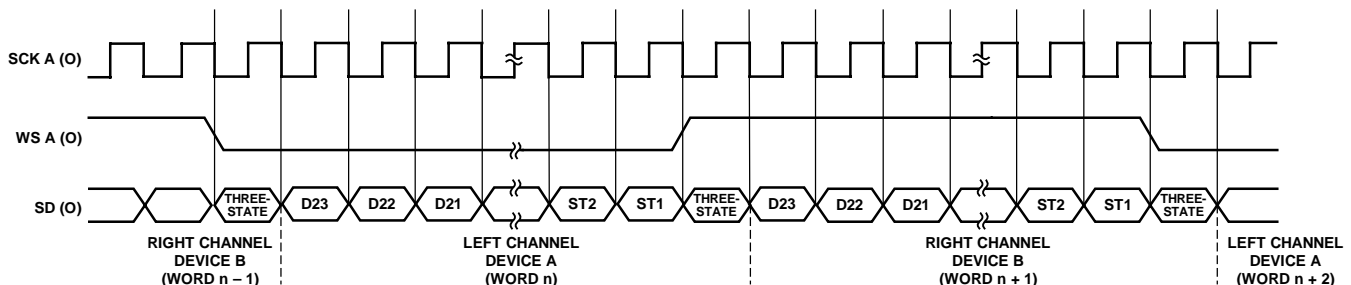 SCK A (O)
WS A (O)
SD (O)
THREE-
STATE
D23
D22
D21
ST2
ST1
THREE-
STATE
D23
D22
D21
ST2
ST1
THREE-
STATE
RIGHT CHANNEL
DEVICE B
(WORD n – 1)
LEFT CHANNEL
DEVICE A
(WORD n)
RIGHT CHANNEL
DEVICE B
(WORD n + 1)
LEFT CHANNEL
DEVICE A
(WORD n + 2)